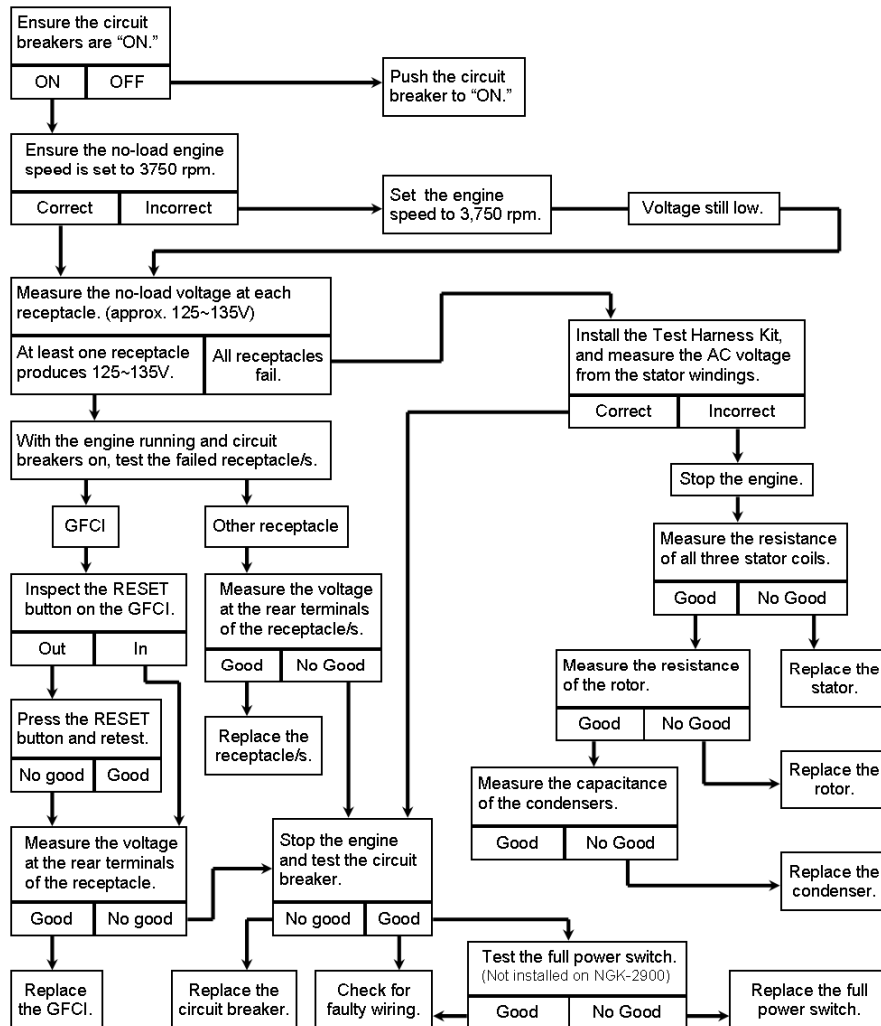 Ensure the circuit
breakers are “ON.”
ON
OFF
Push the circuit
breaker to “ON.”
Ensure the no-load engine
speed is set to 3750 rpm.
Correct
Incorrect
Set the engine
speed to 3,750 rpm.
Voltage still low.
Measure the no-load voltage at each
receptacle. (approx. 125~135V)
At least one receptacle
produces 125~135V.
All receptacles
fail.
Install the Test Harness Kit,
and measure the AC voltage
from the stator windings.
Correct
Incorrect
With the engine running and circuit
breakers on, test the failed receptacle/s.
Stop the engine.
GFCI
Other receptacle
Measure the resistance
of all three stator coils.
Good
No Good
Inspect the RESET
button on the GFCI.
Out
In
Measure the voltage
at the rear terminals
of the receptacle/s.
Good
No Good
Measure the resistance
of the rotor.
Good
No Good
Replace the
stator.
Press the RESET
button and retest.
No good
Good
Replace the
receptacle/s.
Measure the capacitance
of the condensers.
Good
No Good
Replace the
rotor.
Measure the voltage
at the rear terminals
of the receptacle.
Good
No good
Stop the engine
and test the circuit
breaker.
No good
Good
Replace the
condenser.
Test the full power switch.
(Not installed on NGK-2900)
Good
No Good
Replace
the GFCI.
Replace the
circuit breaker.
Check for
faulty wiring.
Replace the full
power switch.